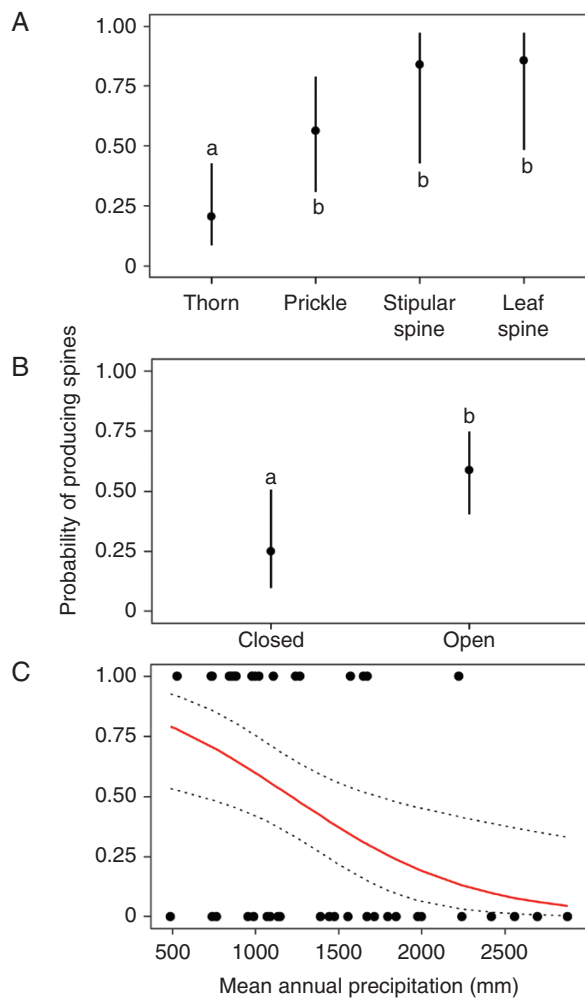 A
1.00
0.75
0.50
0.25
0
a
b
b
b
Thorn
Prickle
Stipular
spine
Leaf
spine
Probability of producing spines
B
1.00
0.75
0.50
0.25
0
a
b
Closed
Open
C
1.00
0.75
0.50
0.25
0
500
1000
1500
2000
2500
Mean annual precipitation (mm)